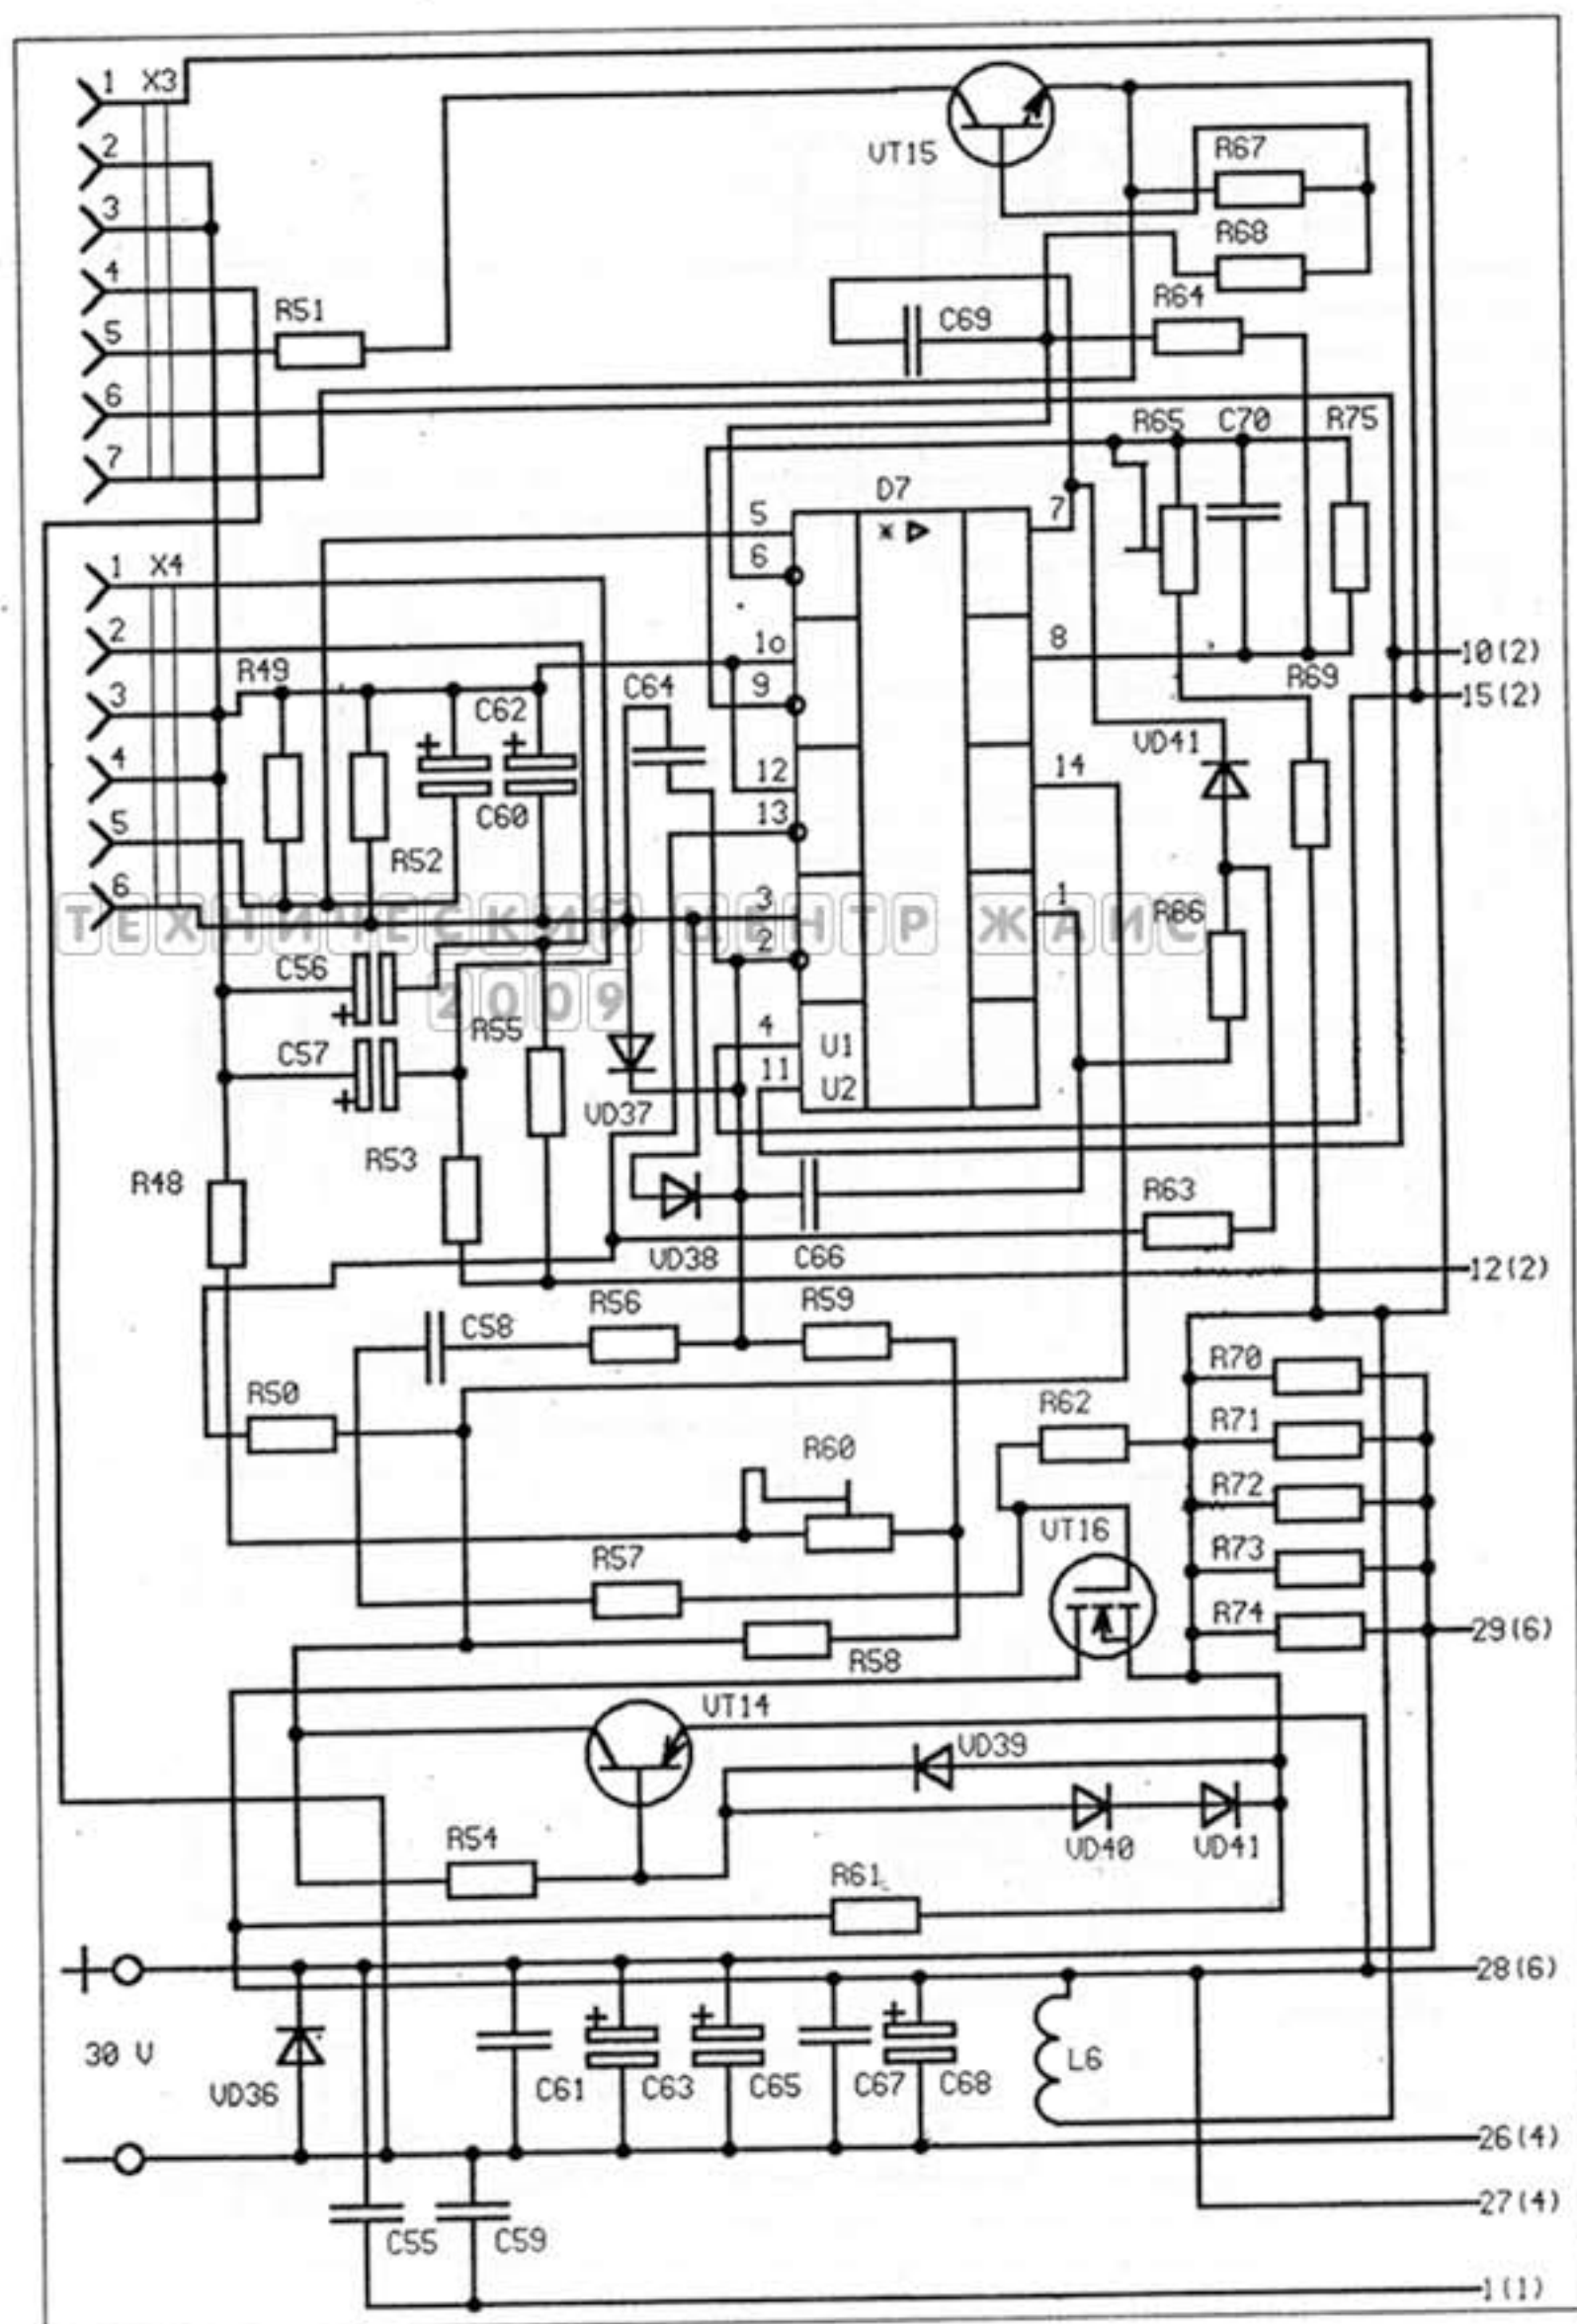 1 X3
VT15
R67
2
3
R68
4
R64
R51
C69
5
6
R65 C70 R75
7
D7
5
7
6
1 X4
2
10
8
10(2)
R49
9
C64
R69
15(2)
3
C62
VD41
4
12
14
C60
13
5
R52
6
3
1
R66
ТЕХНИЧЕСКИЙ ЦЕНТР ЖАИС
2
C56
2009
R55
4
U1
C57
11
U2
VD37
R53
R48
R63
VD38
C66
12(2)
R56
R59
C58
R70
R50
R62
R71
R60
R72
VT16
R57
R73
R74
29(6)
R58
VT14
VD39
R54
VD40
VD41
R61
+
28(6)
+
+
+
30 V
L6
VD36
C61
C63
C65
C67
C68
-
26(4)
27(4)
C55
C59
1(1)